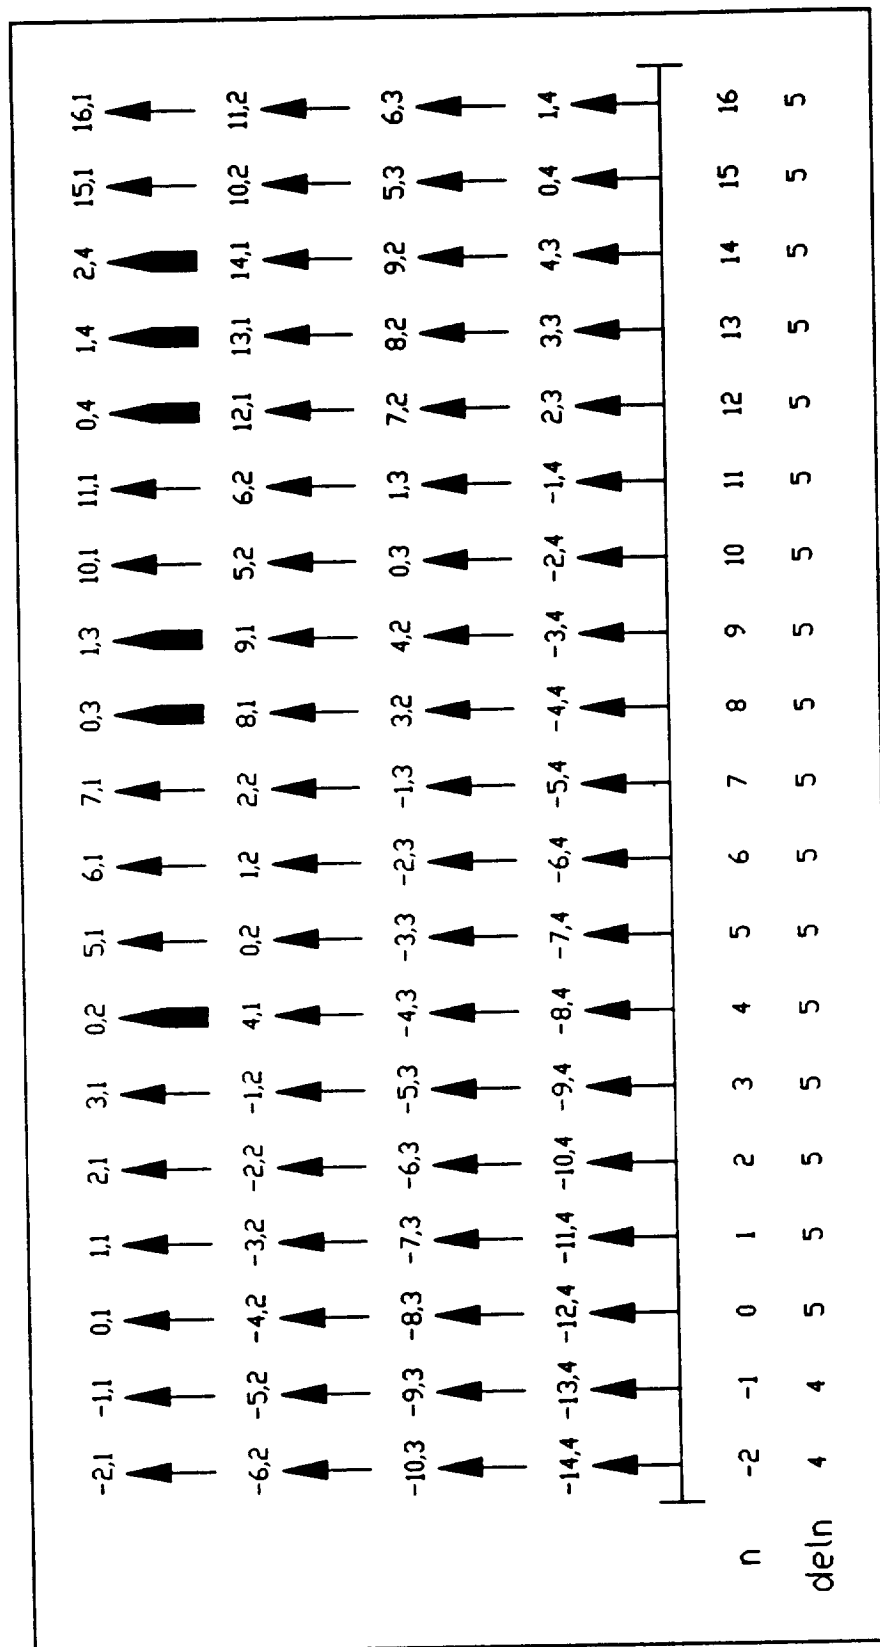 -2,1 -1,1 0,1 1,1 2,1 3,1 0,2 5,1 6,1 7,1 0,3 1,3 10,1 11,1 0,4 1,4 2,4 15,1 16,1
-6,2 -5,2 -4,2 -3,2 -2,2 -1,2 4,1 0,2 1,2 2,2 8,1 9,1 5,2 6,2 12,1 13,1 14,1 10,2 11,2
-10,3 -9,3 -8,3 -7,3 -6,3 -5,3 -4,3 -3,3 -2,3 -1,3 3,2 4,2 0,3 1,3 7,2 8,2 9,2 5,3 6,3
-14,4 -13,4 -12,4 -11,4 -10,4 -9,4 -8,4 -7,4 -6,4 -5,4 -4,4 -3,4 -2,4 -1,4 2,3 3,3 4,3 0,4 1,4
n -2 -1 0 1 2 3 4 5 6 7 8 9 10 11 12 13 14 15 16
deln 4 4 5 5 5 5 5 5 5 5 5 5 5 5 5 5 5 5 5